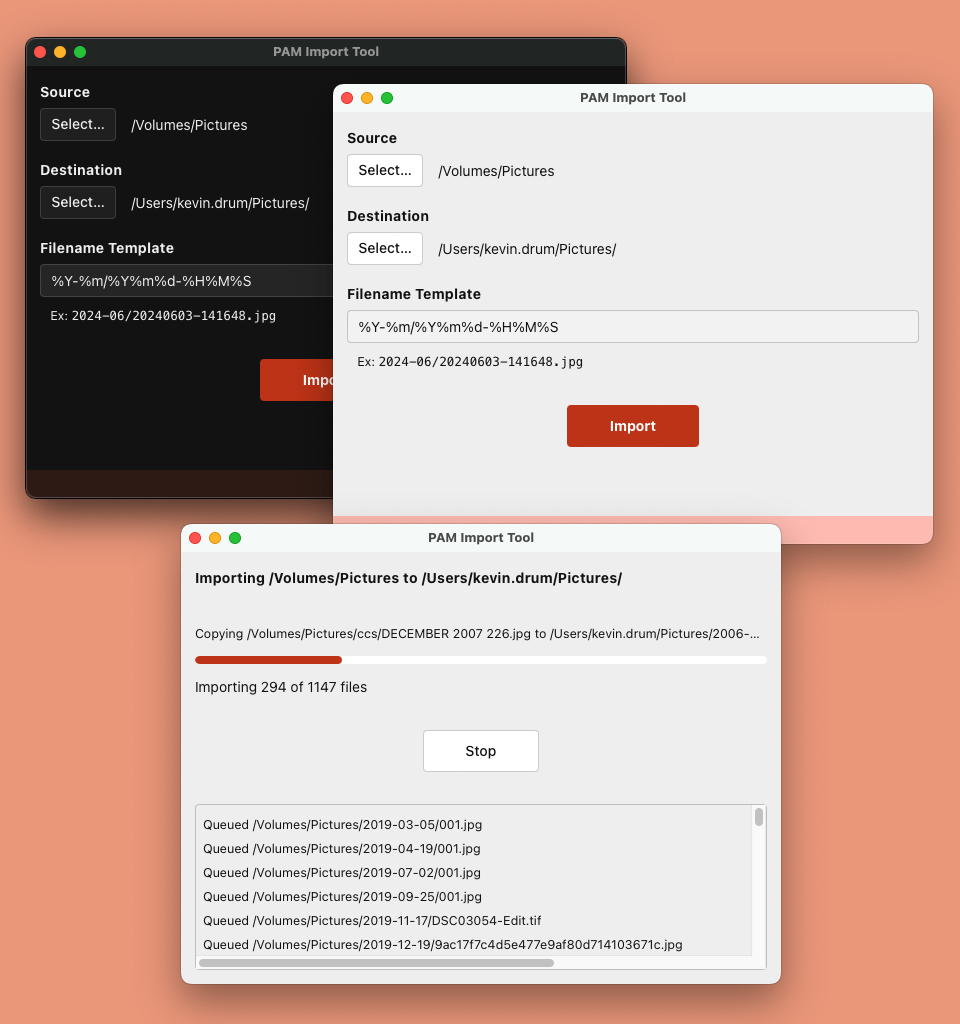 PAM Import Tool
Source
Select...
/Volumes/Pictures
Destination
Select...
/Users/kevin.drum/Pictures/
Filename Template
%Y-%m/%Y%m%d-%H%M%S
Ex: 2024-06/20240603-141648.jpg
Impo
PAM Import Tool
Source
Select...
/Volumes/Pictures
Destination
Select...
/Users/kevin.drum/Pictures/
Filename Template
%Y-%m/%Y%m%d-%H%M%S
Ex: 2024-06/20240603-141648.jpg
Import
PAM Import Tool
Importing /Volumes/Pictures to /Users/kevin.drum/Pictures/
Copying /Volumes/Pictures/ccs/DECEMBER 2007 226.jpg to /Users/kevin.drum/Pictures/2006-...
Importing 294 of 1147 files
Stop
Queued /Volumes/Pictures/2019-03-05/001.jpg
Queued /Volumes/Pictures/2019-04-19/001.jpg
Queued /Volumes/Pictures/2019-07-02/001.jpg
Queued /Volumes/Pictures/2019-09-25/001.jpg
Queued /Volumes/Pictures/2019-11-17/DSC03054-Edit.tif
Queued /Volumes/Pictures/2019-12-19/9ac17f7c4d5e477e9af80d714103671c.jpg